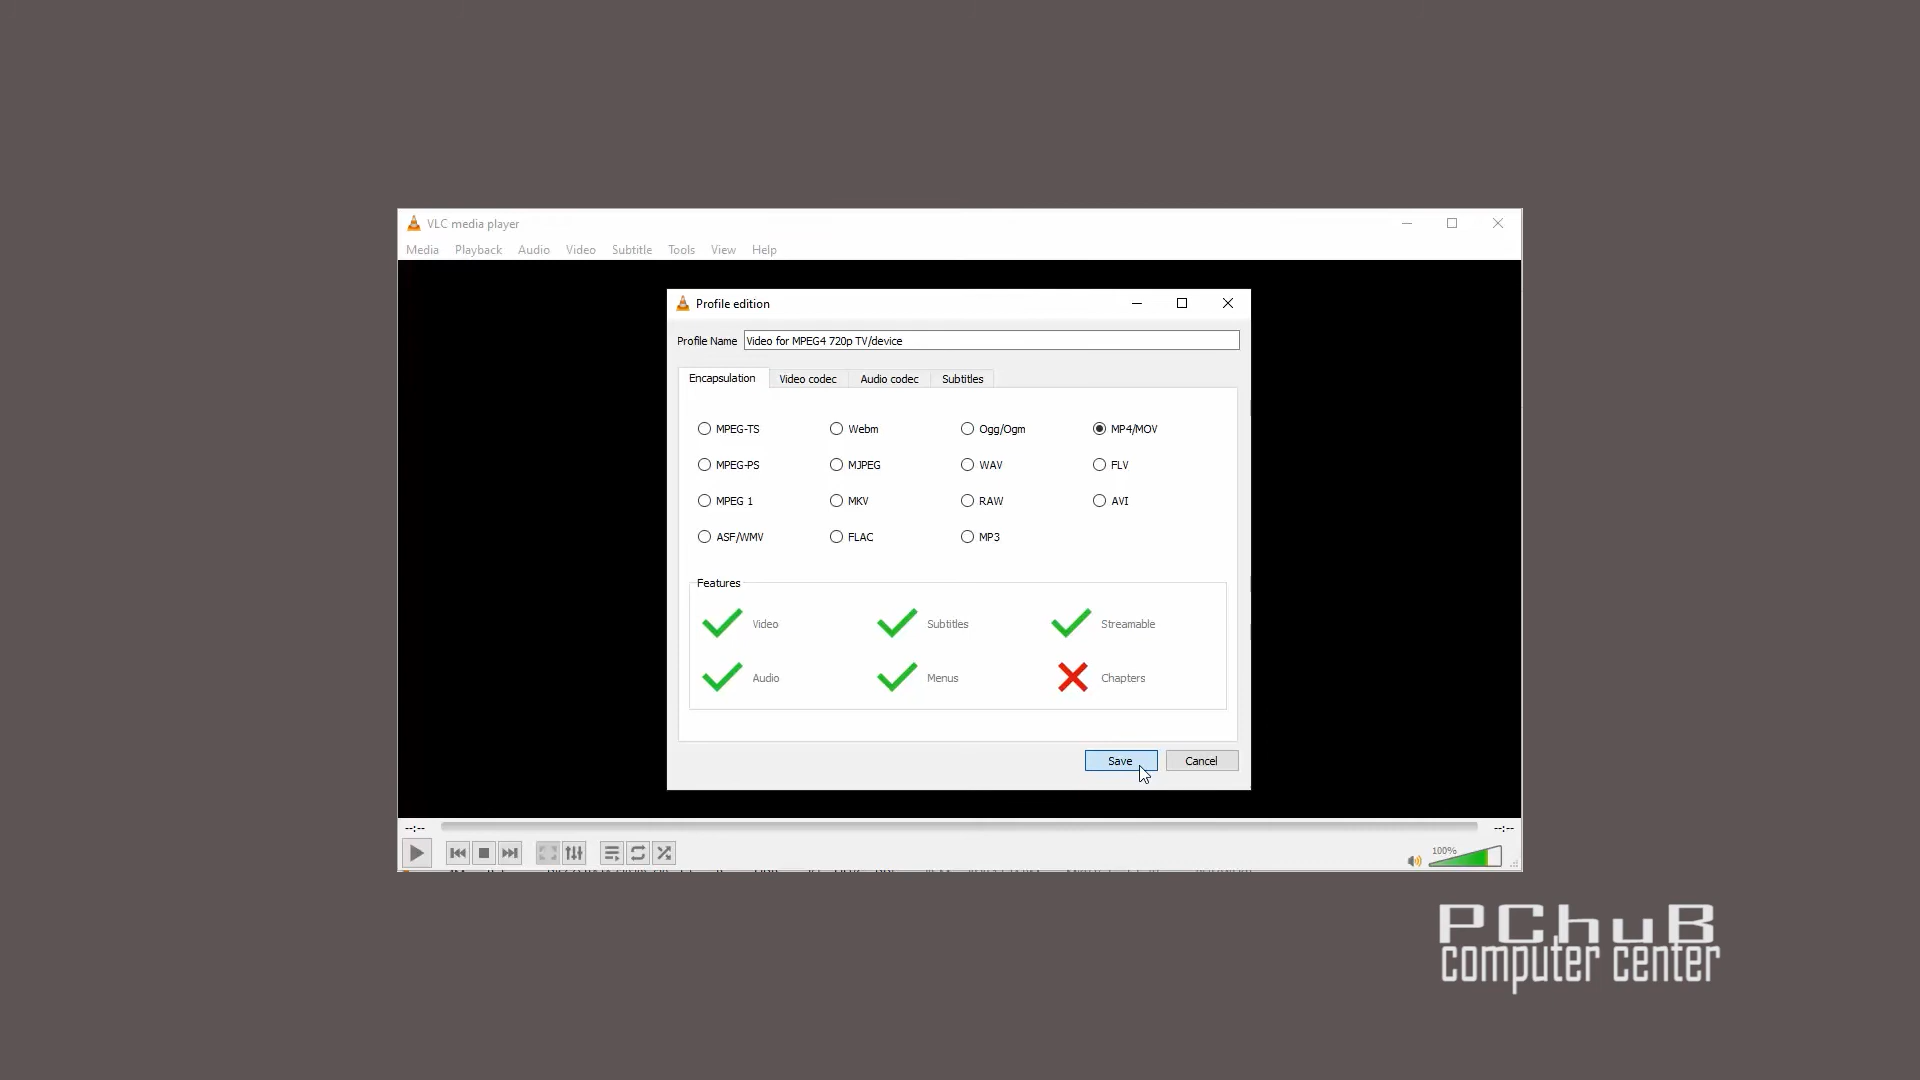 VLC media player
Media Playback Audio Video Subtitle Tools View Help
Profile edition
Profile Name Video for MPEG4 720p TV/device
Encapsulation Video codec Audio codec Subtitles
MPEG-TS Webm Ogg/Ogm MP4/MOV
MPEG-PS MJPEG WAV FLV
MPEG 1 MKV RAW AVI
ASF/WMV FLAC MP3
Features
Video Subtitles Streamable
Audio Menus Chapters
Save Cancel
--:-- --:--
100%
PChuB
computer center